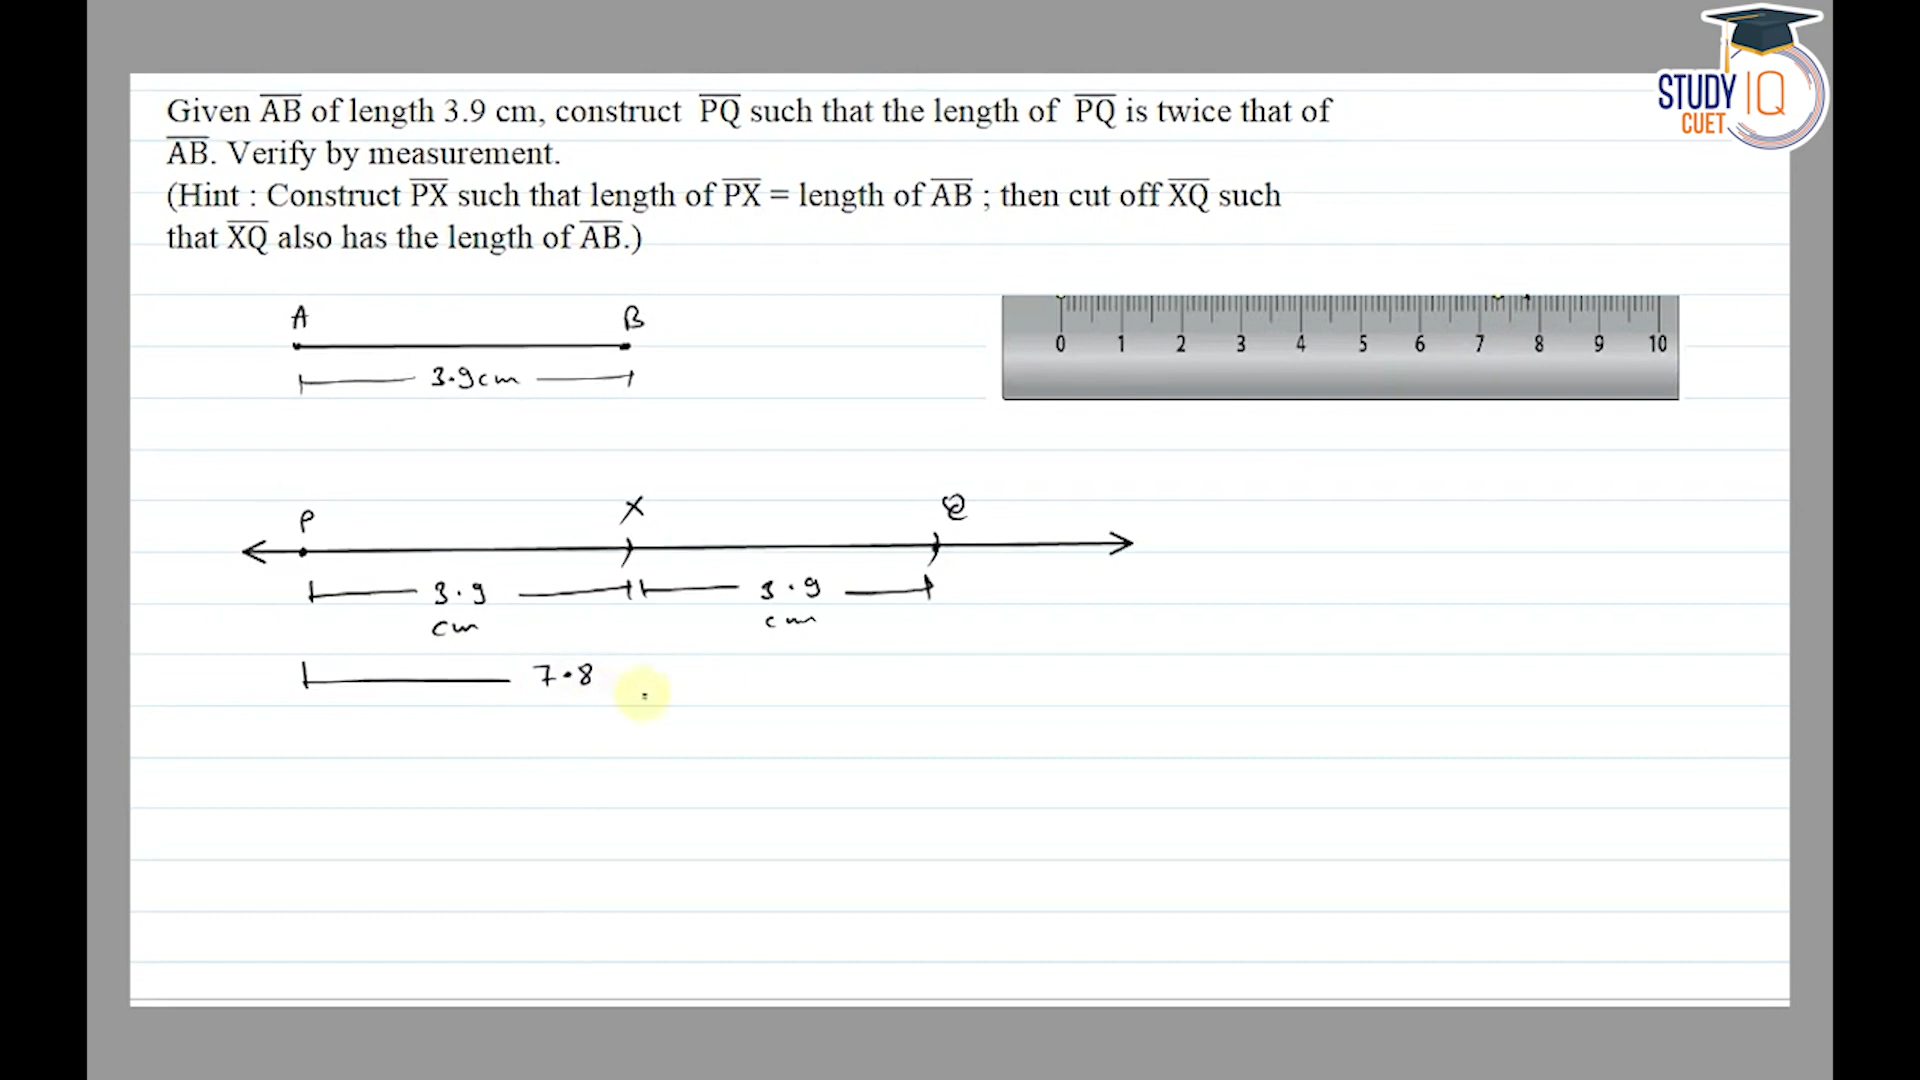 STUDY IQ
CUET
Given AB of length 3.9 cm, construct PQ such that the length of PQ is twice that of
AB. Verify by measurement.
(Hint : Construct PX such that length of PX = length of AB ; then cut off XQ such
that XQ also has the length of AB.)
A B
3.9cm
0 1 2 3 4 5 6 7 8 9 10
P X Q
3.9 3.9
cm cm
7.8